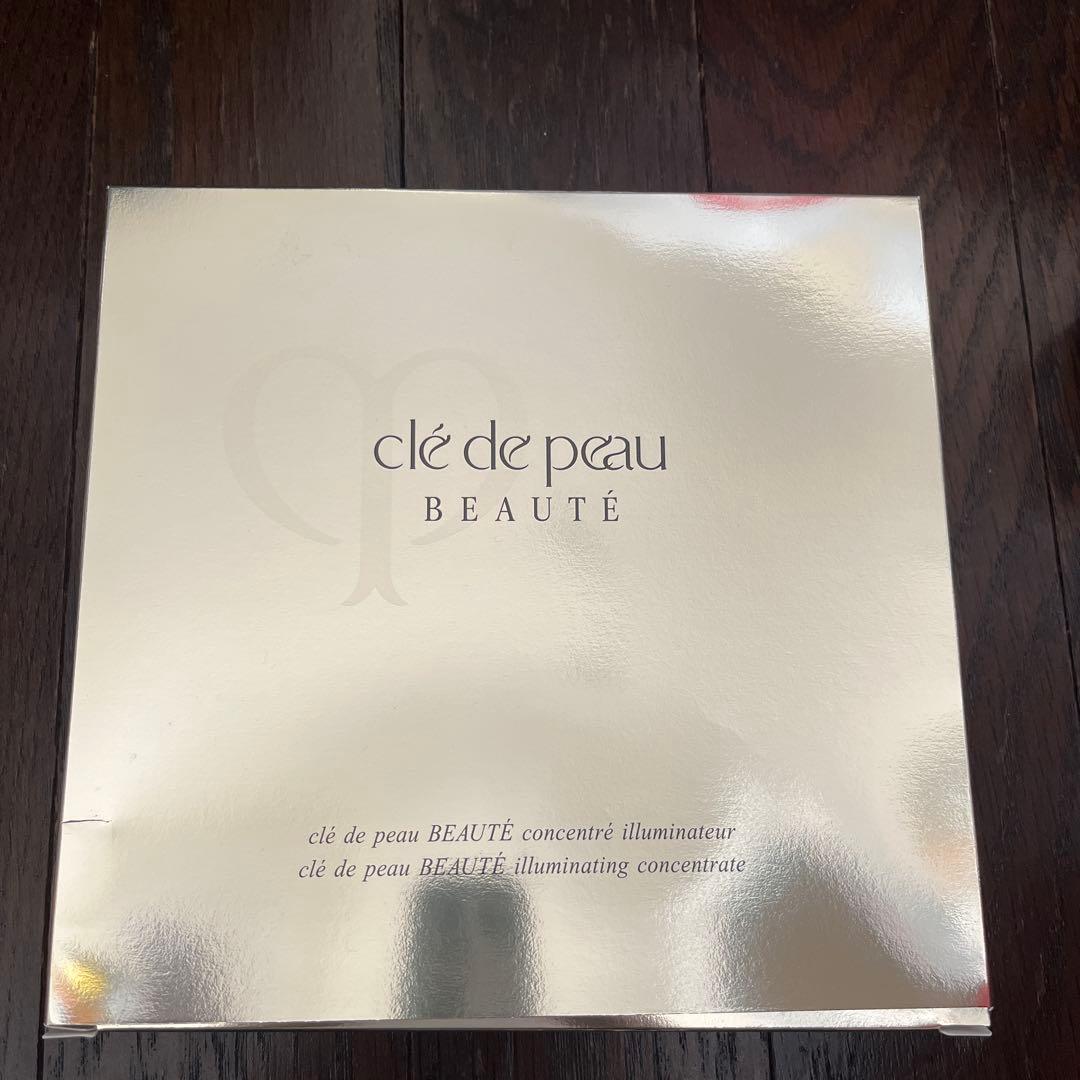 clé de peau
BEAUTÉ
clé de peau BEAUTÉ concentré illuminateur
clé de peau BEAUTÉ illuminating concentrate